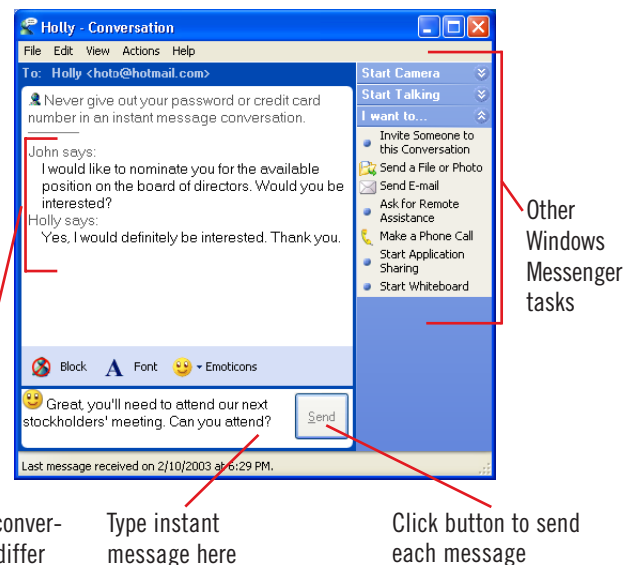 Holly - Conversation
File Edit View Actions Help
To: Holly <hoto@hotmail.com>
Never give out your password or credit card
number in an instant message conversation.
John says:
I would like to nominate you for the available
position on the board of directors. Would you be
interested?
Holly says:
Yes, I would definitely be interested. Thank you.
Start Camera
Start Talking
I want to...
Invite Someone to
this Conversation
Send a File or Photo
Send E-mail
Ask for Remote
Assistance
Make a Phone Call
Start Application
Sharing
Start Whiteboard
Other
Windows
Messenger
tasks
Block A Font Emoticons
Great, you'll need to attend our next
stockholders' meeting. Can you attend?
Send
Last message received on 2/10/2003 at 6:29 PM.
conver-
differ
Type instant
message here
Click button to send
each message